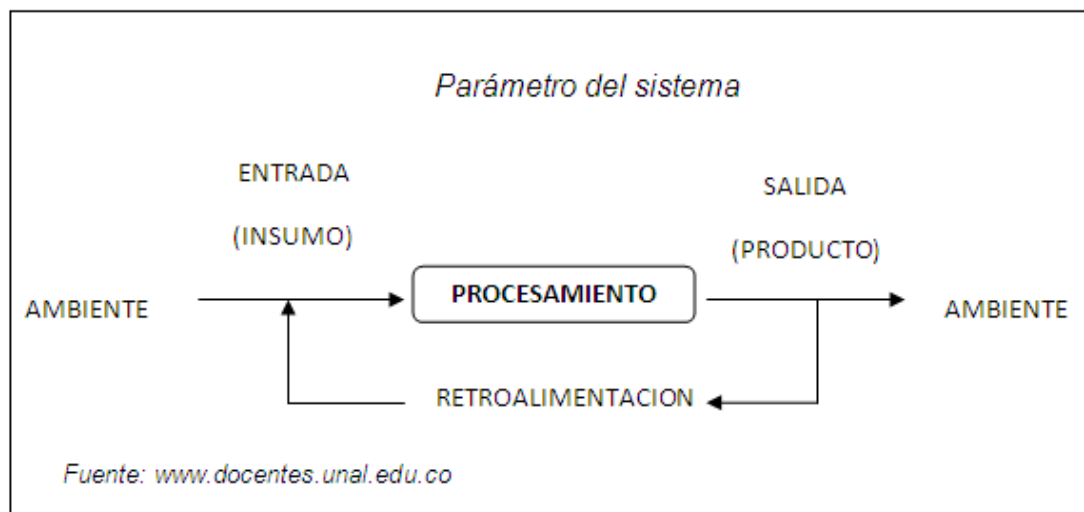 Parámetro del sistema
ENTRADA
(INSUMO)
SALIDA
(PRODUCTO)
AMBIENTE
PROCESAMIENTO
AMBIENTE
RETROALIMENTACION
Fuente: www.docentes.unal.edu.co